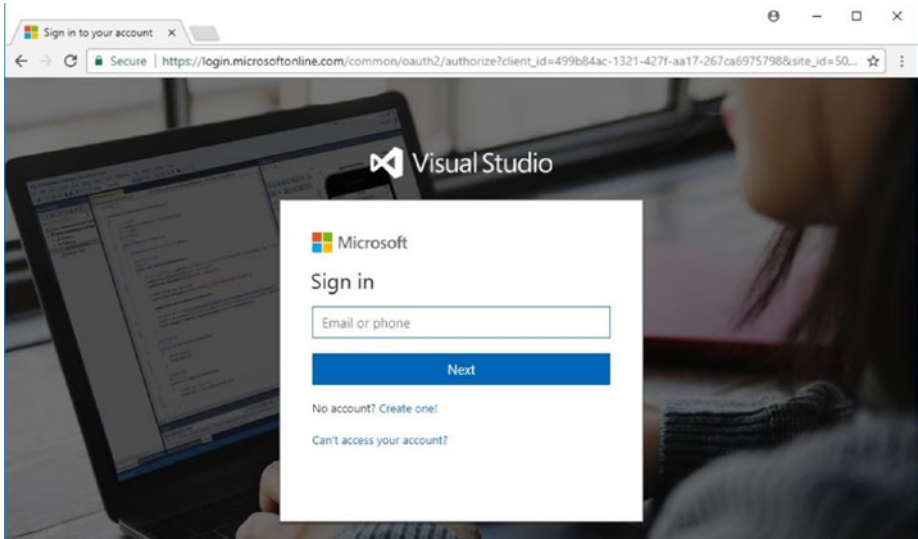 Sign in to your account
Secure | https://login.microsoftonline.com/common/oauth2/authorize?client_id=499b84ac-1321-427f-aa17-267ca6975798&site_id=50...
Visual Studio
Microsoft
Sign in
Email or phone
Next
No account? Create one!
Can't access your account?